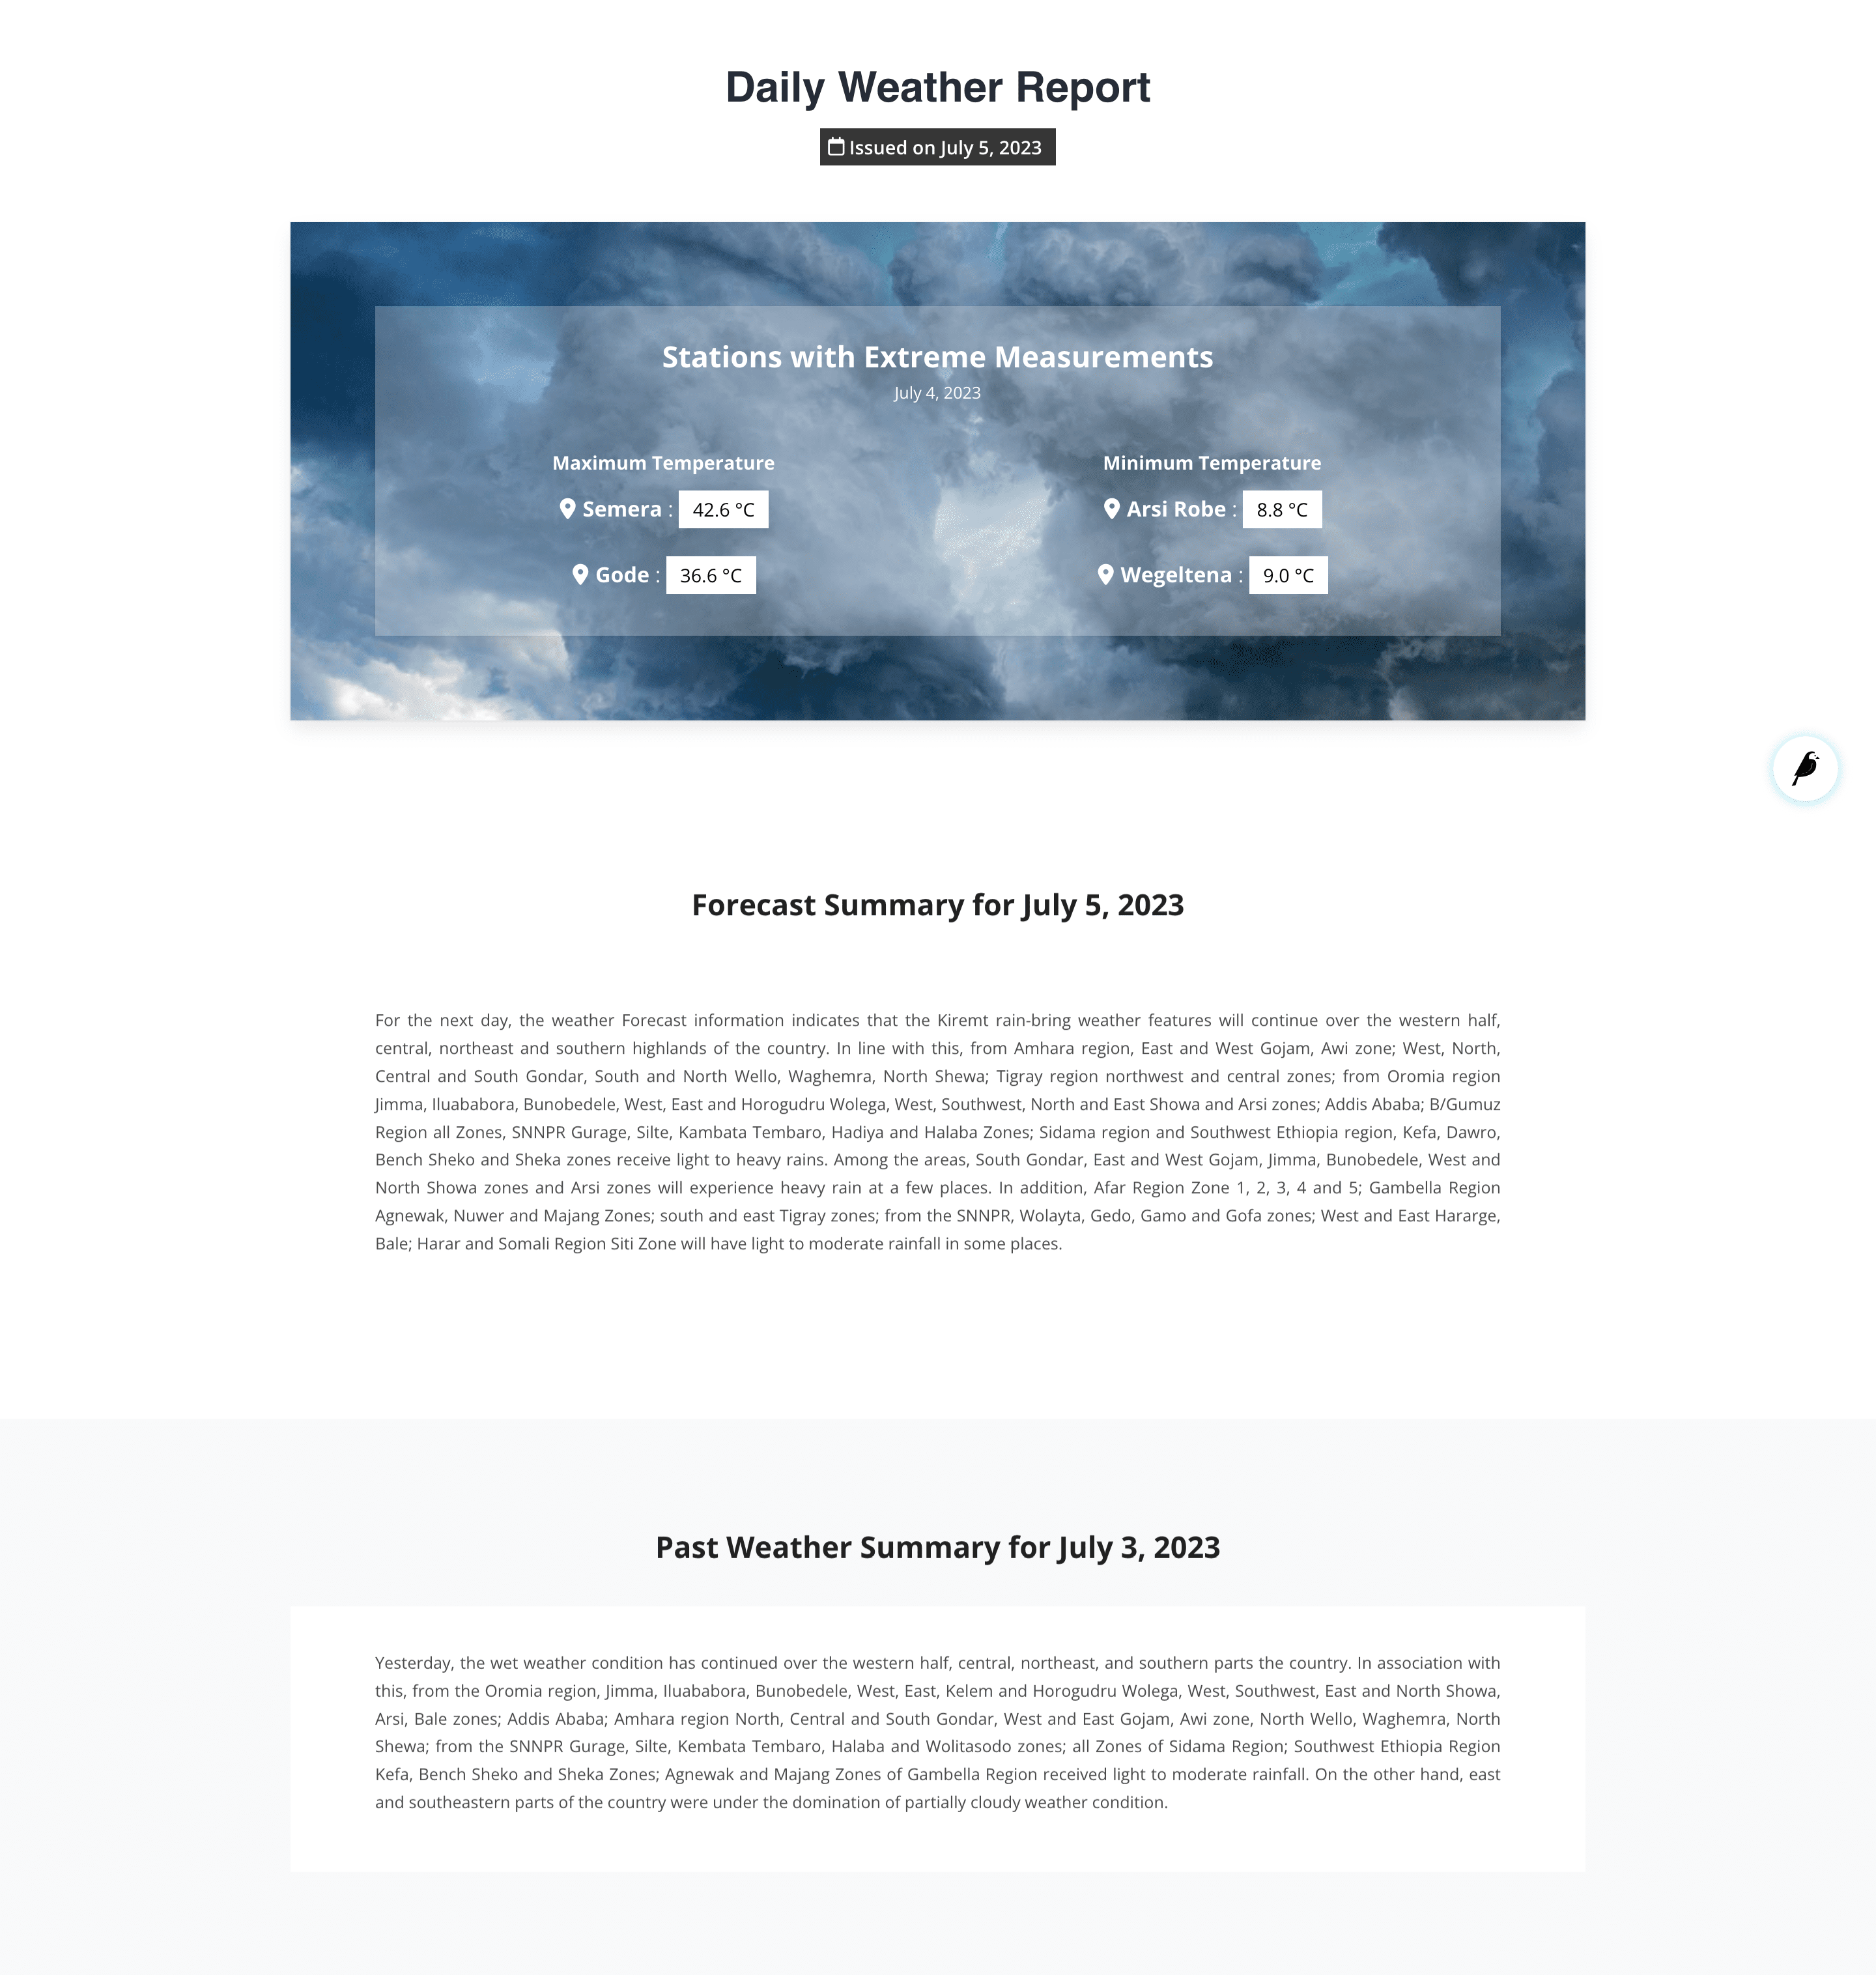 Daily Weather Report
Issued on July 5, 2023
Stations with Extreme Measurements
July 4, 2023
Maximum Temperature
Semera : 42.6 °C
Gode : 36.6 °C
Minimum Temperature
Arsi Robe : 8.8 °C
Wegeltena : 9.0 °C
Forecast Summary for July 5, 2023
For the next day, the weather Forecast information indicates that the Kiremt rain-bring weather features will continue over the western half,
central, northeast and southern highlands of the country. In line with this, from Amhara region, East and West Gojam, Awi zone; West, North,
Central and South Gondar, South and North Wello, Waghemra, North Shewa; Tigray region northwest and central zones; from Oromia region
Jimma, Iluababora, Bunobedele, West, East and Horogudru Wolega, West, Southwest, North and East Showa and Arsi zones; Addis Ababa; B/Gumuz
Region all Zones, SNNPR Gurage, Silte, Kambata Tembaro, Hadiya and Halaba Zones; Sidama region and Southwest Ethiopia region, Kefa, Dawro,
Bench Sheko and Sheka zones receive light to heavy rains. Among the areas, South Gondar, East and West Gojam, Jimma, Bunobedele, West and
North Showa zones and Arsi zones will experience heavy rain at a few places. In addition, Afar Region Zone 1, 2, 3, 4 and 5; Gambella Region
Agnewak, Nuwer and Majang Zones; south and east Tigray zones; from the SNNPR, Wolayta, Gedo, Gamo and Gofa zones; West and East Hararge,
Bale; Harar and Somali Region Siti Zone will have light to moderate rainfall in some places.
Past Weather Summary for July 3, 2023
Yesterday, the wet weather condition has continued over the western half, central, northeast, and southern parts the country. In association with
this, from the Oromia region, Jimma, Iluababora, Bunobedele, West, East, Kelem and Horogudru Wolega, West, Southwest, East and North Showa,
Arsi, Bale zones; Addis Ababa; Amhara region North, Central and South Gondar, West and East Gojam, Awi zone, North Wello, Waghemra, North
Shewa; from the SNNPR Gurage, Silte, Kembata Tembaro, Halaba and Wolitasodo zones; all Zones of Sidama Region; Southwest Ethiopia Region
Kefa, Bench Sheko and Sheka Zones; Agnewak and Majang Zones of Gambella Region received light to moderate rainfall. On the other hand, east
and southeastern parts of the country were under the domination of partially cloudy weather condition.